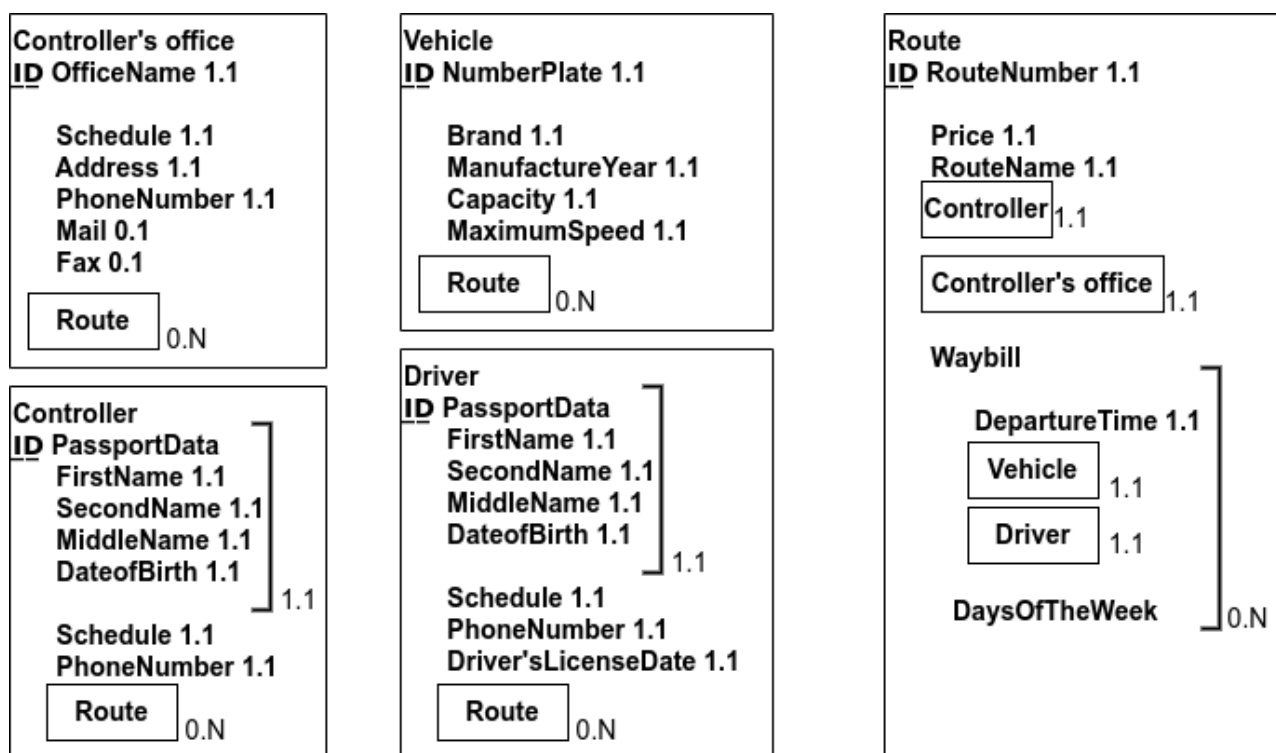 Controller's office
ID OfficeName 1.1
Schedule 1.1
Address 1.1
PhoneNumber 1.1
Mail 0.1
Fax 0.1
Route
0.N
Controller
ID PassportData
FirstName 1.1
SecondName 1.1
MiddleName 1.1
DateofBirth 1.1
1.1
Schedule 1.1
PhoneNumber 1.1
Route
0.N
Vehicle
ID NumberPlate 1.1
Brand 1.1
ManufactureYear 1.1
Capacity 1.1
MaximumSpeed 1.1
Route
0.N
Driver
ID PassportData
FirstName 1.1
SecondName 1.1
MiddleName 1.1
DateofBirth 1.1
1.1
Schedule 1.1
PhoneNumber 1.1
Driver'sLicenseDate 1.1
Route
0.N
Route
ID RouteNumber 1.1
Price 1.1
RouteName 1.1
Controller
1.1
Controller's office
1.1
Waybill
DepartureTime 1.1
Vehicle
1.1
Driver
1.1
DaysOfTheWeek
0.N